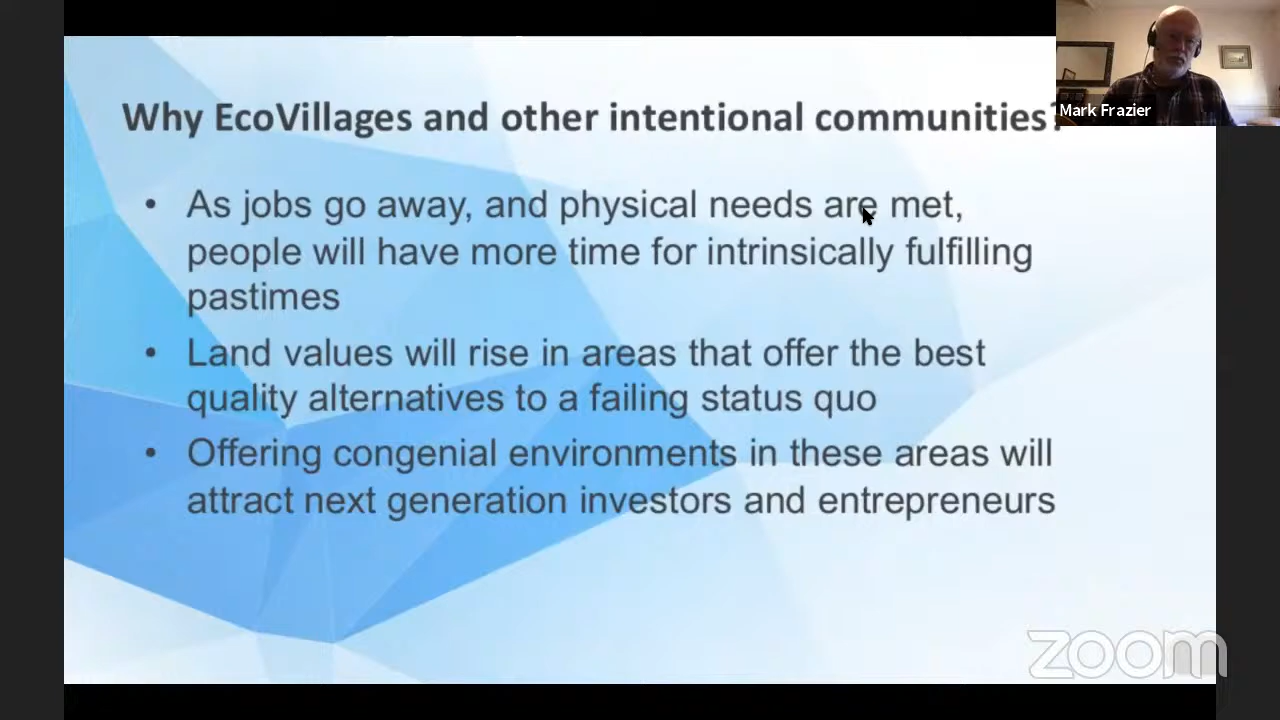 Why EcoVillages and other intentional communities?
Mark Frazier
• As jobs go away, and physical needs are met,
people will have more time for intrinsically fulfilling
pastimes
• Land values will rise in areas that offer the best
quality alternatives to a failing status quo
• Offering congenial environments in these areas will
attract next generation investors and entrepreneurs
zoom